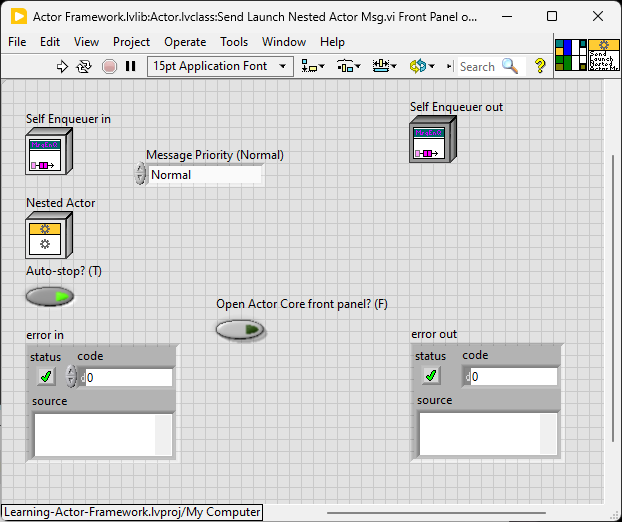 Actor Framework.lvlib:Actor.lvclass:Send Launch Nested Actor Msg.vi Front Panel o...
File Edit View Project Operate Tools Window Help
15pt Application Font Search ?
Send
Launch
Nested
Self Enqueuer in
Self Enqueuer out
Message Priority (Normal)
Normal
Nested Actor
Auto-stop? (T)
Open Actor Core front panel? (F)
error in
status code
0
source
error out
status code
0
source
Learning-Actor-Framework.lvproj/My Computer